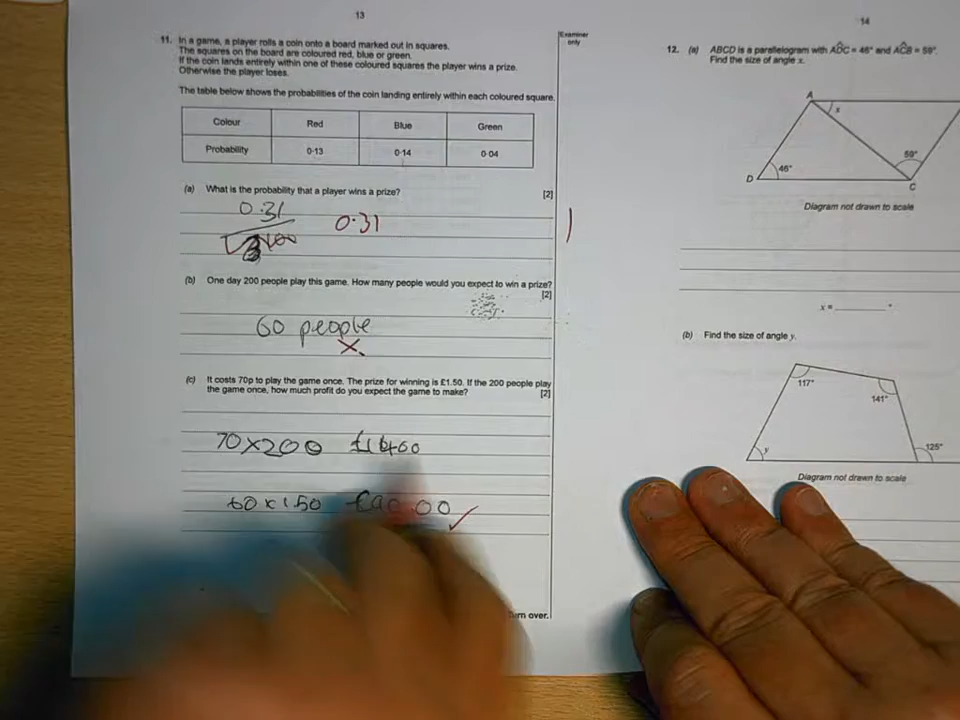 13
11. In a game, a player rolls a coin onto a board marked out in squares.
The squares on the board are coloured red, blue or green.
If the coin lands entirely within one of these coloured squares the player wins a prize.
Otherwise the player loses.
Examiner only
The table below shows the probabilities of the coin landing entirely within each coloured square.
Colour Red Blue Green
Probability 0·13 0·14 0·04
(a) What is the probability that a player wins a prize? [2]
0.31
0.31
1
(b) One day 200 people play this game. How many people would you expect to win a prize?
[2]
60 people
(c) It costs 70p to play the game once. The prize for winning is £1.50. If the 200 people play
the game once, how much profit do you expect the game to make? [2]
70×200
60×150
over.
14
12. (a) ABCD is a parallelogram with AD̂C = 46° and AĈB = 59°.
Find the size of angle x.
A
x
59°
46°
D
C
Diagram not drawn to scale
x = ________ °
(b) Find the size of angle y.
117°
141°
y
125°
Diagram not drawn to scale